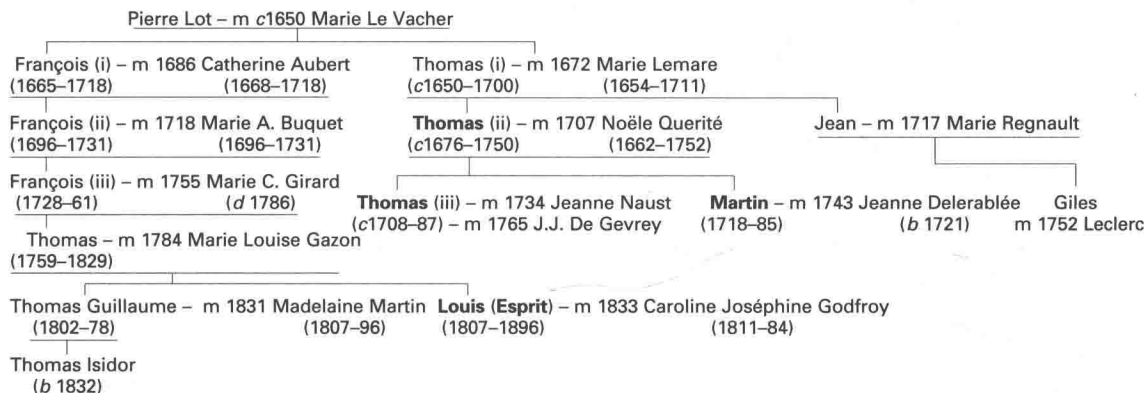 Pierre Lot – m c1650 Marie Le Vacher
François (i) – m 1686 Catherine Aubert Thomas (i) – m 1672 Marie Lemare
(1665–1718) (1668–1718) (c1650–1700) (1654–1711)
François (ii) – m 1718 Marie A. Buquet Thomas (ii) – m 1707 Noële Querité Jean – m 1717 Marie Regnault
(1696–1731) (1696–1731) (c1676–1750) (1662–1752)
François (iii) – m 1755 Marie C. Girard
(1728–61) (d 1786) Thomas (iii) – m 1734 Jeanne Naust Martin – m 1743 Jeanne Delerablée Giles
(c1708–87) – m 1765 J.J. De Gevrey (1718–85) (b 1721) m 1752 Leclerc
Thomas – m 1784 Marie Louise Gazon
(1759–1829)
Thomas Guillaume – m 1831 Madelaine Martin Louis (Esprit) – m 1833 Caroline Joséphine Godfroy
(1802–78) (1807–96) (1807–1896) (1811–84)
Thomas Isidor
(b 1832)